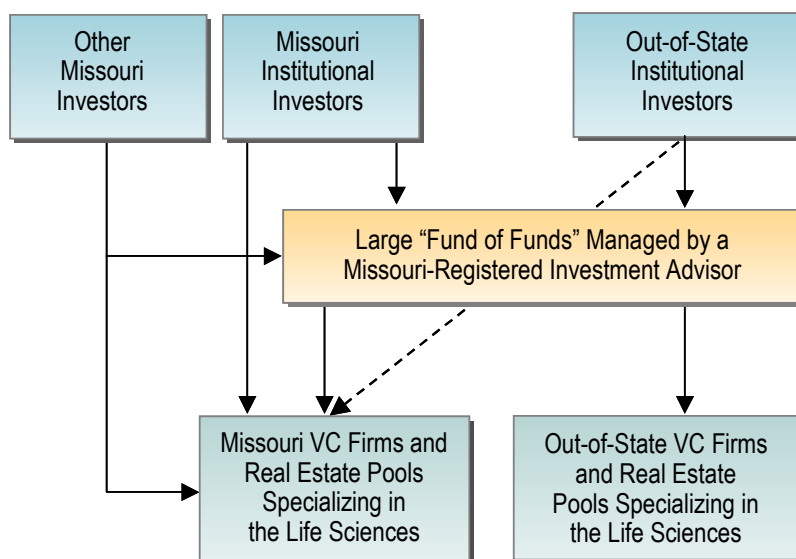 Other
Missouri
Investors
Missouri
Institutional
Investors
Out-of-State
Institutional
Investors
Large “Fund of Funds” Managed by a
Missouri-Registered Investment Advisor
Missouri VC Firms and
Real Estate Pools
Specializing in
the Life Sciences
Out-of-State VC Firms
and Real Estate
Pools Specializing in
the Life Sciences